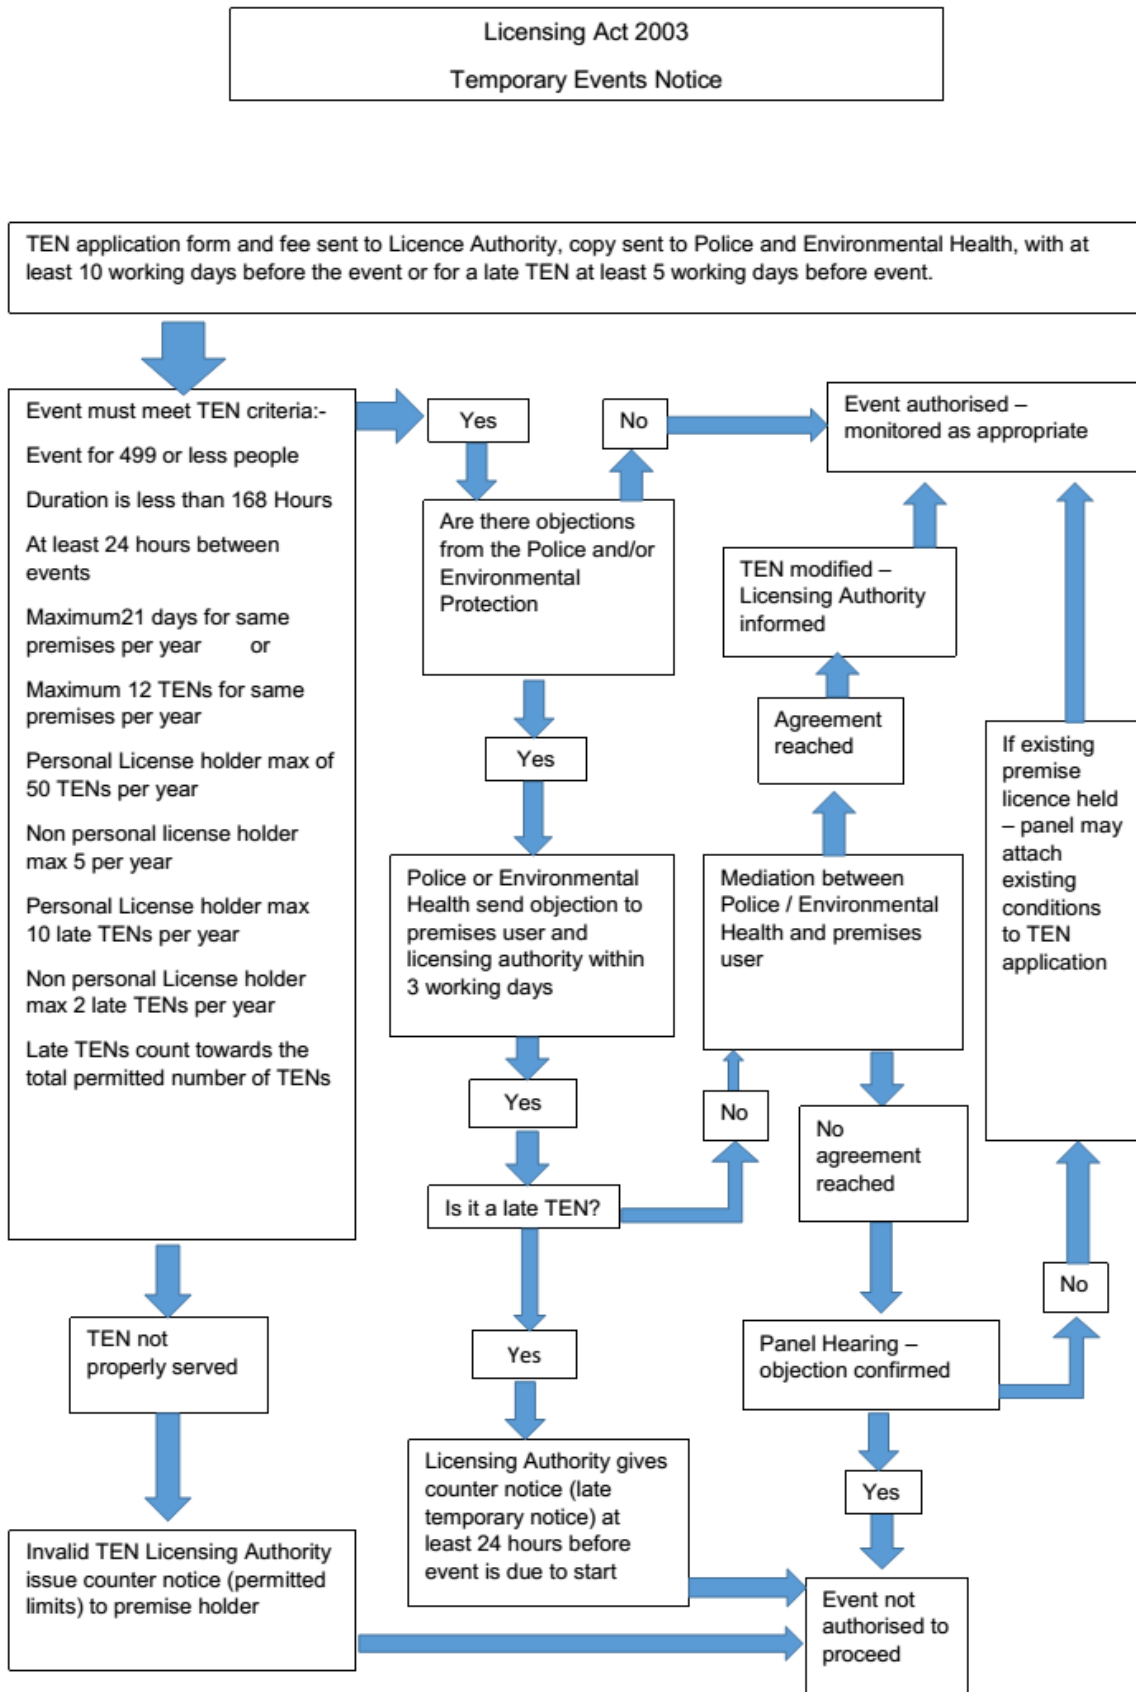 Licensing Act 2003
Temporary Events Notice
TEN application form and fee sent to Licence Authority, copy sent to Police and Environmental Health, with at
least 10 working days before the event or for a late TEN at least 5 working days before event.
Event must meet TEN criteria:-
Event for 499 or less people
Duration is less than 168 Hours
At least 24 hours between
events
Maximum21 days for same
premises per year or
Maximum 12 TENs for same
premises per year
Personal License holder max of
50 TENs per year
Non personal license holder
max 5 per year
Personal License holder max
10 late TENs per year
Non personal License holder
max 2 late TENs per year
Late TENs count towards the
total permitted number of TENs
Yes
No
Event authorised –
monitored as appropriate
Are there objections
from the Police and/or
Environmental
Protection
TEN modified –
Licensing Authority
informed
Agreement
reached
Yes
If existing
premise
licence held
– panel may
attach
existing
conditions
to TEN
application
Police or Environmental
Health send objection to
premises user and
licensing authority within
3 working days
Mediation between
Police / Environmental
Health and premises
user
Yes
No
No
agreement
reached
Is it a late TEN?
No
TEN not
properly served
Yes
Panel Hearing –
objection confirmed
Licensing Authority gives
counter notice (late
temporary notice) at
least 24 hours before
event is due to start
Yes
Invalid TEN Licensing Authority
issue counter notice (permitted
limits) to premise holder
Event not
authorised to
proceed